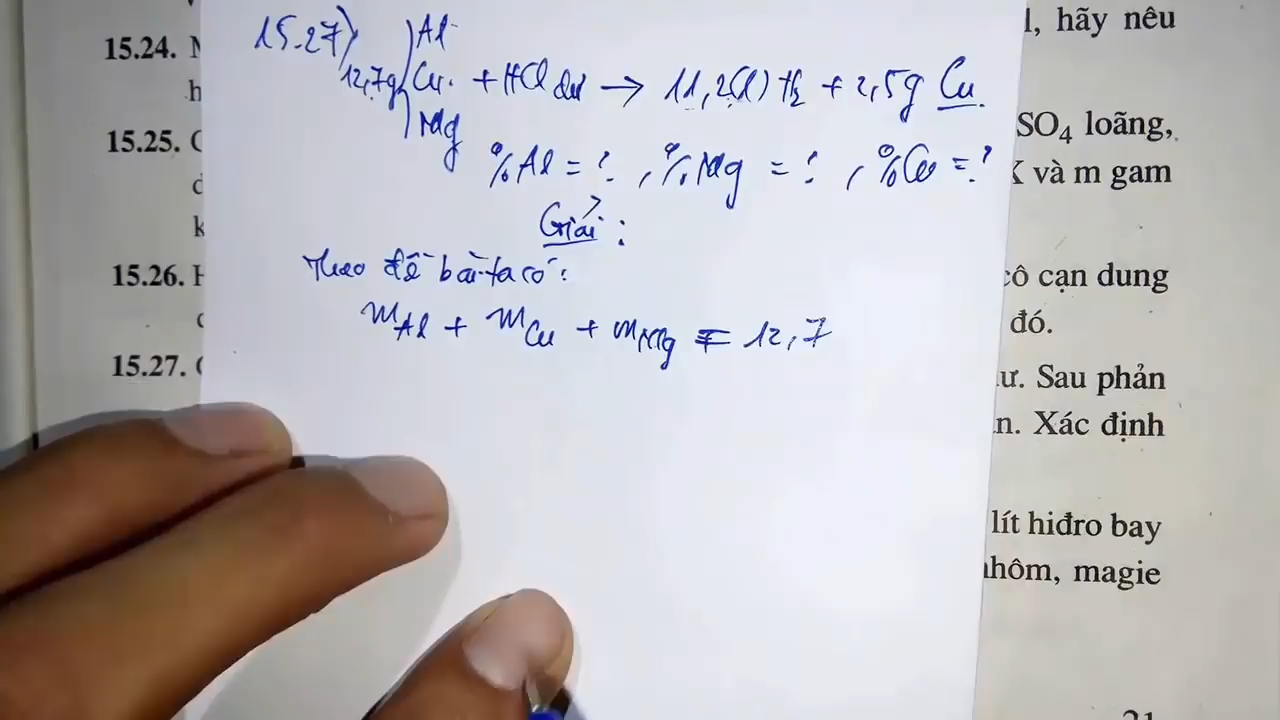 15.27)
Al
12,7g Cu + HCl dư → 11,2(l) H₂ + 2,5g Cu.
Mg
%Al = ? , %Mg = ? , %Cu = ?
Giải :
Theo đề bài ta có :
mAl + mCu + mMg = 12,7
15.24.
h
15.25.
k
15.26. H
15.27.
l, hãy nêu
SO₄ loãng,
X và m gam
cô cạn dung
đó.
ư. Sau phản
n. Xác định
lít hiđro bay
nhôm, magie